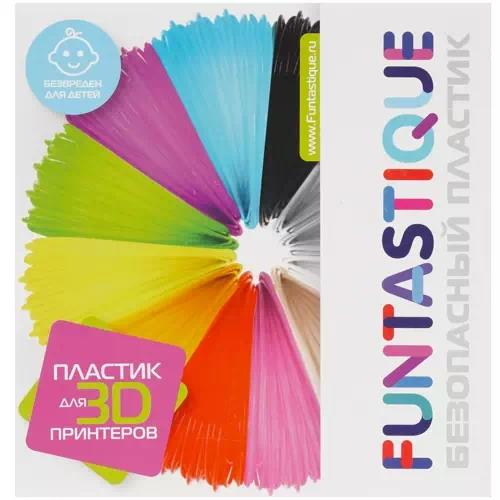 БЕЗВРЕДЕН
ДЛЯ ДЕТЕЙ
www.Funtastique.ru
FUNTASTIQUE
БЕЗОПАСНЫЙ ПЛАСТИК
ПЛАСТИК
для 3D
ПРИНТЕРОВ